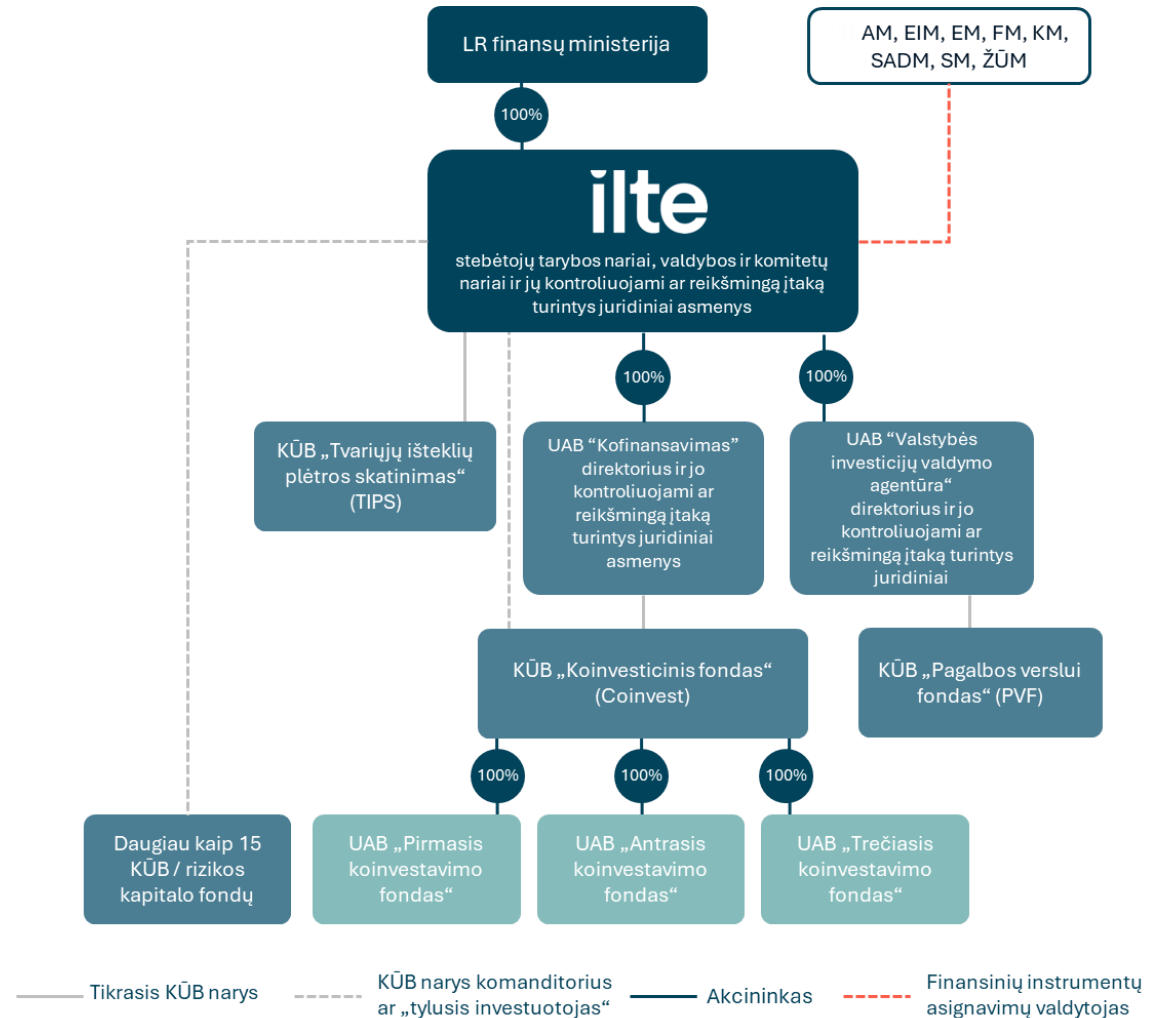 LR finansų ministerija
AM, EIM, EM, FM, KM,
SADM, SM, ŽŪM
100%
ilte
stebėtojų tarybos nariai, valdybos ir komitetų
nariai ir jų kontroliuojami ar reikšmingą įtaką
turintys juridiniai asmenys
100%
100%
KŪB „Tvariųjų išteklių
plėtros skatinimas“
(TIPS)
UAB “Kofinansavimas”
direktorius ir jo
kontroliuojami ar
reikšmingą įtaką
turintys juridiniai
asmenys
UAB “Valstybės
investicijų valdymo
agentūra“
direktorius ir jo
kontroliuojami ar
reikšmingą įtaką turintys
juridiniai
KŪB „Koinvesticinis fondas“
(Coinvest)
KŪB „Pagalbos verslui
fondas“ (PVF)
100%
100%
100%
Daugiau kaip 15
KŪB / rizikos
kapitalo fondų
UAB „Pirmasis
koinvestavimo
fondas“
UAB „Antrasis
koinvestavimo
fondas“
UAB „Trečiasis
koinvestavimo
fondas“
Tikrasis KŪB narys
KŪB narys komanditorius
ar „tylusis investuotojas“
Akcininkas
Finansinių instrumentų
asignavimų valdytojas